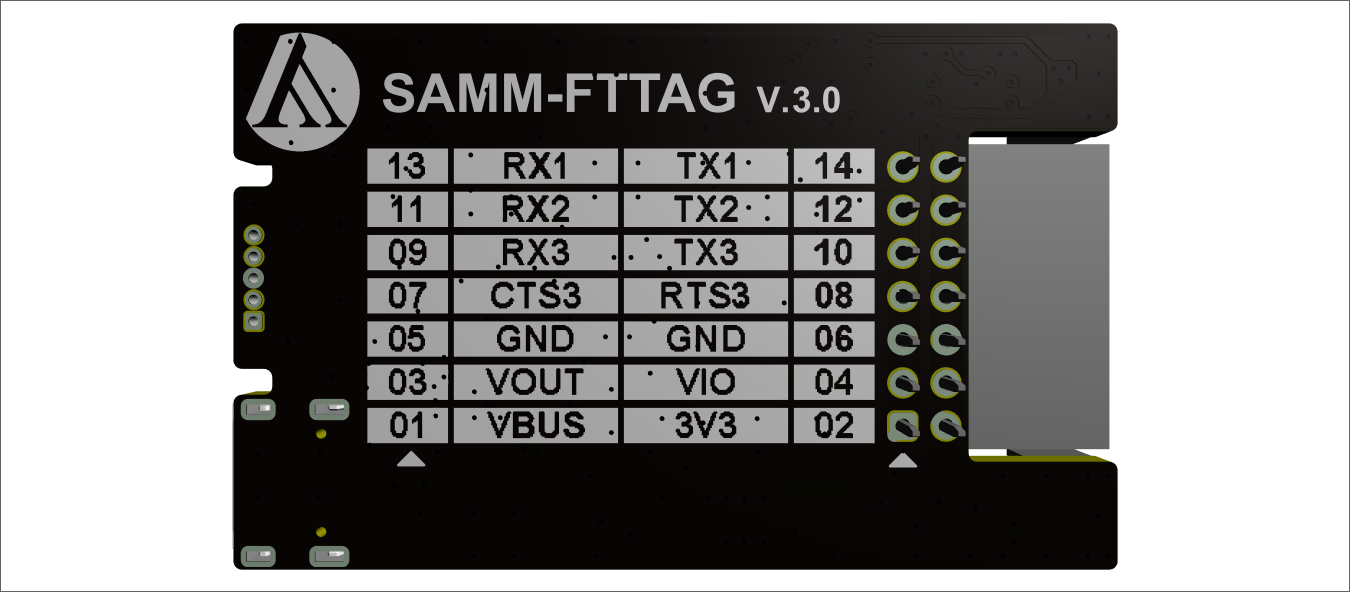 SAMM-FTTAG V.3.0
13 RX1 TX1 14
11 RX2 TX2 12
09 RX3 TX3 10
07 CTS3 RTS3 08
05 GND GND 06
03 VOUT VIO 04
01 VBUS 3V3 02